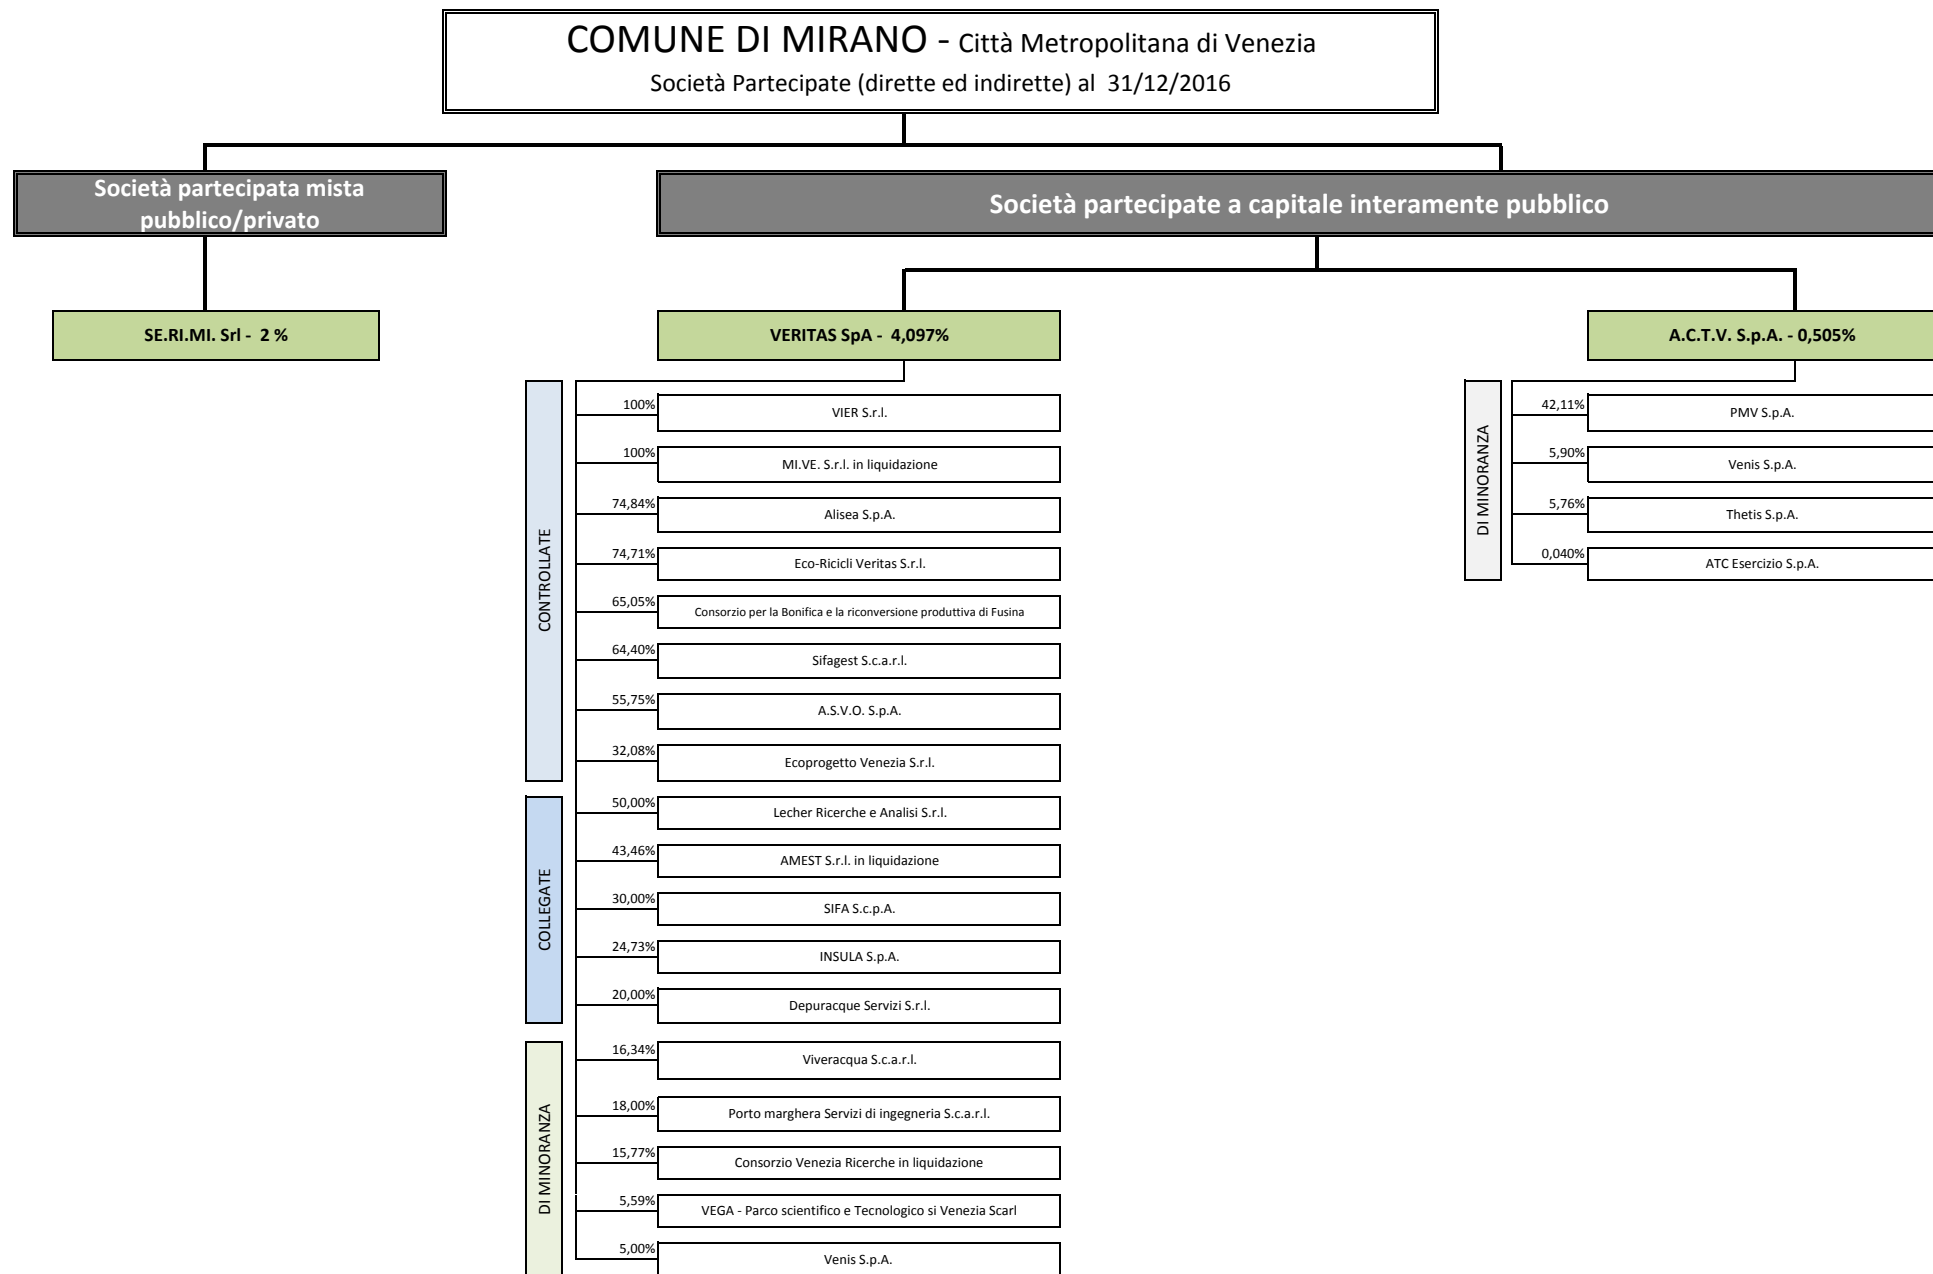 COMUNE DI MIRANO - Città Metropolitana di Venezia
Società Partecipate (dirette ed indirette) al 31/12/2016
Società partecipata mista
pubblico/privato
Società partecipate a capitale interamente pubblico
SE.RI.MI. Srl - 2 %
VERITAS SpA - 4,097%
A.C.T.V. S.p.A. - 0,505%
CONTROLLATE
100%
VIER S.r.l.
100%
MI.VE. S.r.l. in liquidazione
74,84%
Alisea S.p.A.
74,71%
Eco-Ricicli Veritas S.r.l.
65,05%
Consorzio per la Bonifica e la riconversione produttiva di Fusina
64,40%
Sifagest S.c.a.r.l.
55,75%
A.S.V.O. S.p.A.
32,08%
Ecoprogetto Venezia S.r.l.
COLLEGATE
50,00%
Lecher Ricerche e Analisi S.r.l.
43,46%
AMEST S.r.l. in liquidazione
30,00%
SIFA S.c.p.A.
24,73%
INSULA S.p.A.
20,00%
Depuracque Servizi S.r.l.
DI MINORANZA
16,34%
Viveracqua S.c.a.r.l.
18,00%
Porto marghera Servizi di ingegneria S.c.a.r.l.
15,77%
Consorzio Venezia Ricerche in liquidazione
5,59%
VEGA - Parco scientifico e Tecnologico si Venezia Scarl
5,00%
Venis S.p.A.
DI MINORANZA
42,11%
PMV S.p.A.
5,90%
Venis S.p.A.
5,76%
Thetis S.p.A.
0,040%
ATC Esercizio S.p.A.